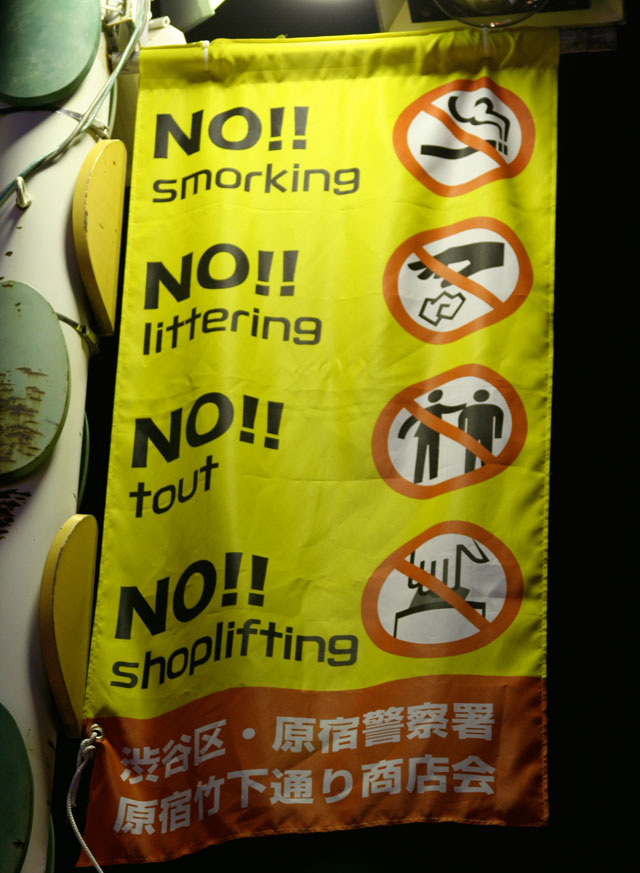 NO!!
smorking
NO!!
littering
NO!!
tout
NO!!
shoplifting
渋谷区・原宿警察署
原宿竹下通り商店会